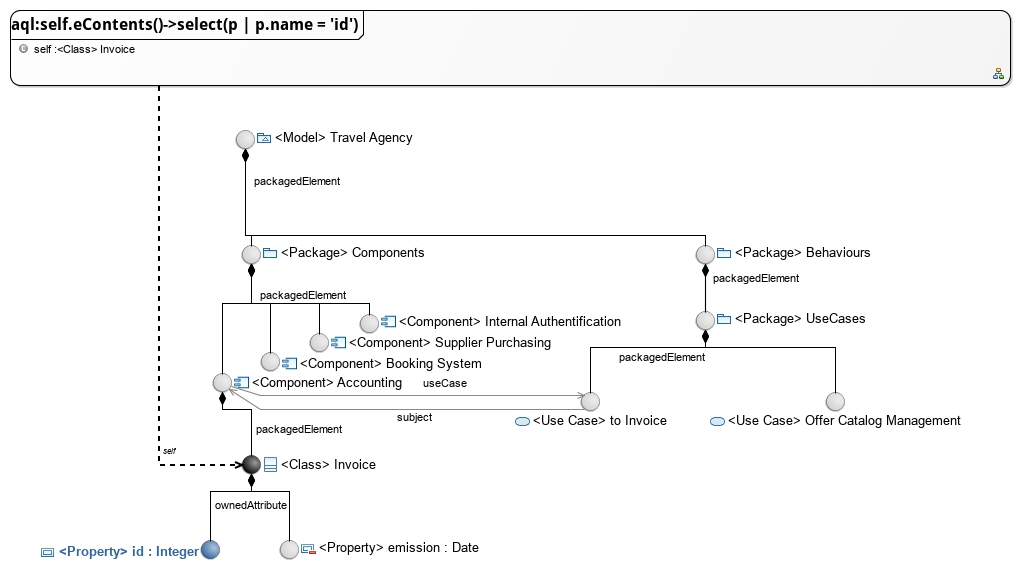 aql:self.eContents()->select(p | p.name = 'id')
self :<Class> Invoice
<Model> Travel Agency
packagedElement
<Package> Components
<Package> Behaviours
packagedElement
packagedElement
<Component> Internal Authentification
<Package> UseCases
<Component> Supplier Purchasing
packagedElement
<Component> Booking System
<Component> Accounting
useCase
subject
<Use Case> to Invoice
<Use Case> Offer Catalog Management
packagedElement
self
<Class> Invoice
ownedAttribute
<Property> id : Integer
<Property> emission : Date